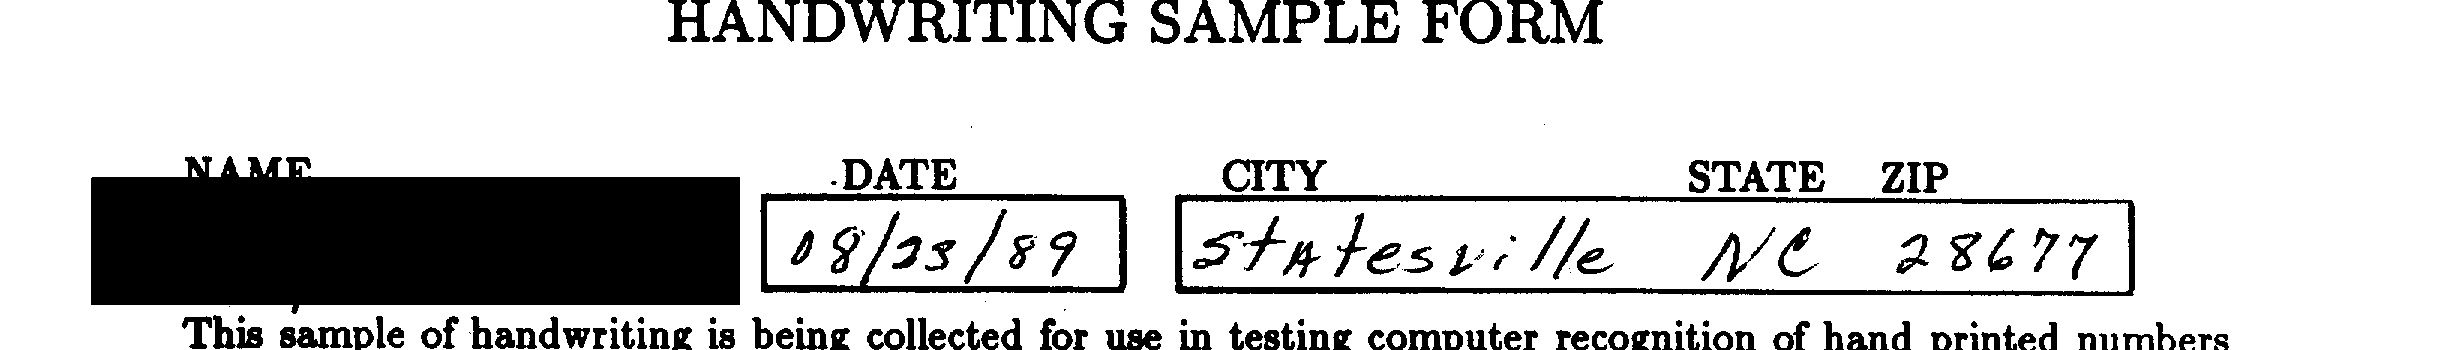 HANDWRITING SAMPLE FORM
NAME DATE CITY STATE ZIP
08/23/89 StAtesville NC 28677
This sample of handwriting is being collected for use in testing computer recognition of hand printed numbers